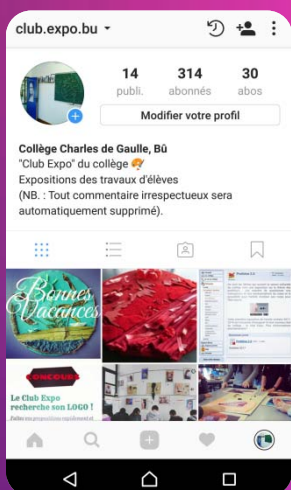 club.expo.bu
14 314 30
publi. abonnés abos
Modifier votre profil
Collège Charles de Gaulle, Bû
"Club Expo" du collège
Expositions des travaux d'élèves
(NB. : Tout commentaire irrespectueux sera
automatiquement supprimé).
Bonnes
Vacances
CONCOURS
Le Club Expo
recherche son LOGO !